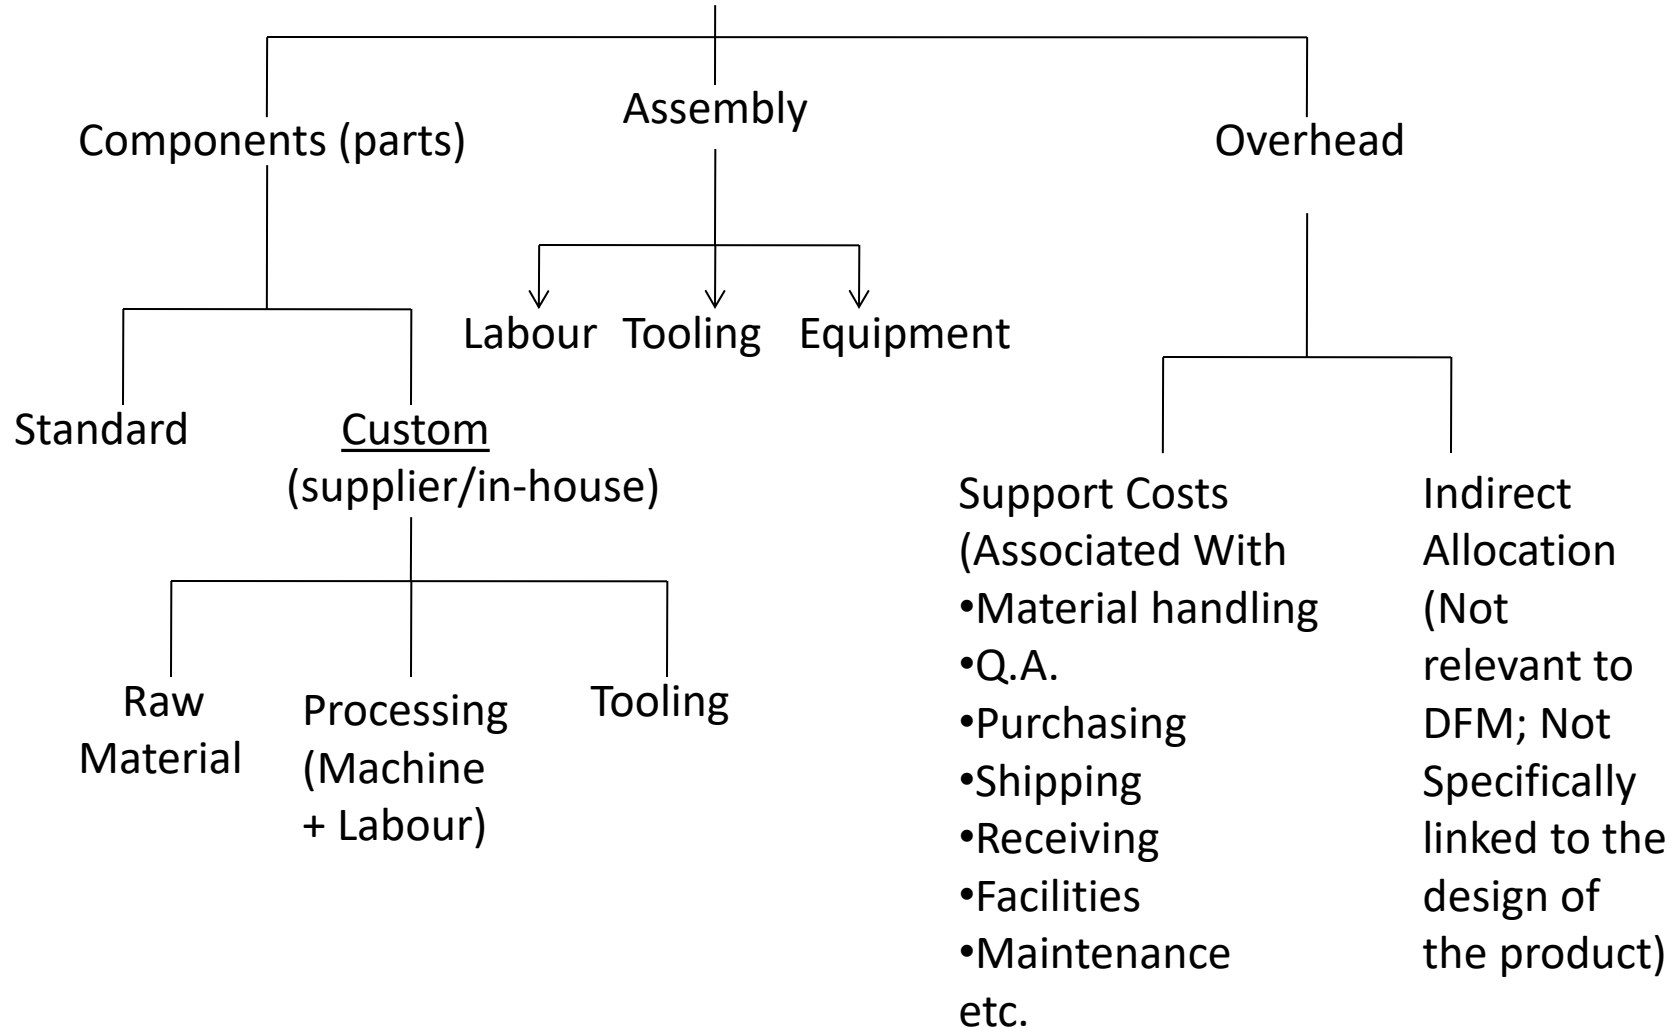 Components (parts)
Assembly
Overhead
Labour
Tooling
Equipment
Standard
Custom
(supplier/in-house)
Raw
Material
Processing
(Machine
+ Labour)
Tooling
Support Costs
(Associated With
•Material handling
•Q.A.
•Purchasing
•Shipping
•Receiving
•Facilities
•Maintenance
etc.
Indirect
Allocation
(Not
relevant to
DFM; Not
Specifically
linked to the
design of
the product)